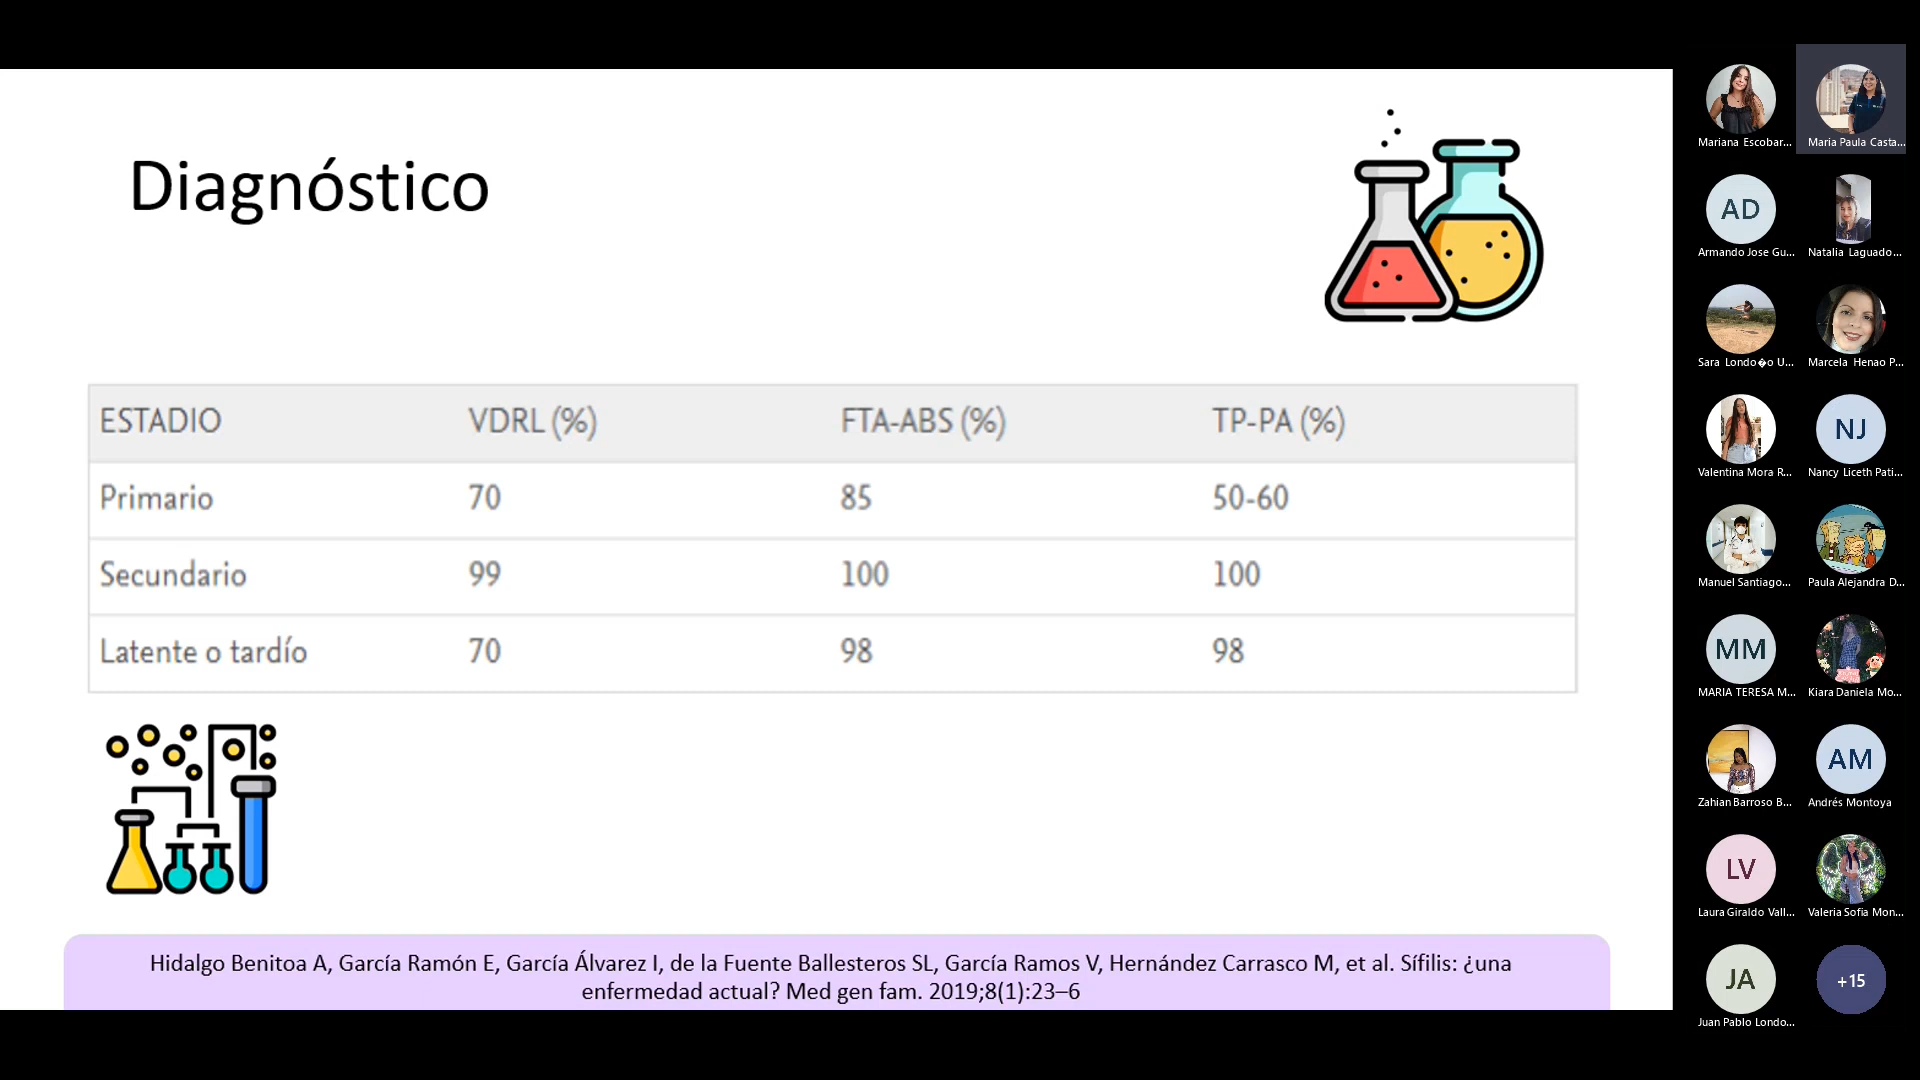 Diagnóstico
ESTADIO VDRL (%) FTA-ABS (%) TP-PA (%)
Primario 70 85 50-60
Secundario 99 100 100
Latente o tardío 70 98 98
Hidalgo Benitoa A, García Ramón E, García Álvarez I, de la Fuente Ballesteros SL, García Ramos V, Hernández Carrasco M, et al. Sífilis: ¿una
enfermedad actual? Med gen fam. 2019;8(1):23–6
Mariana Escobar... Maria Paula Casta...
AD
Armando Jose Gu... Natalia Laguado...
Sara Londo�o U... Marcela Henao P...
NJ
Valentina Mora R... Nancy Liceth Pati...
Manuel Santiago... Paula Alejandra D...
MM
MARIA TERESA M... Kiara Daniela Mo...
AM
Zahian Barroso B... Andrés Montoya
LV
Laura Giraldo Vall... Valeria Sofia Mon...
JA +15
Juan Pablo Londo...